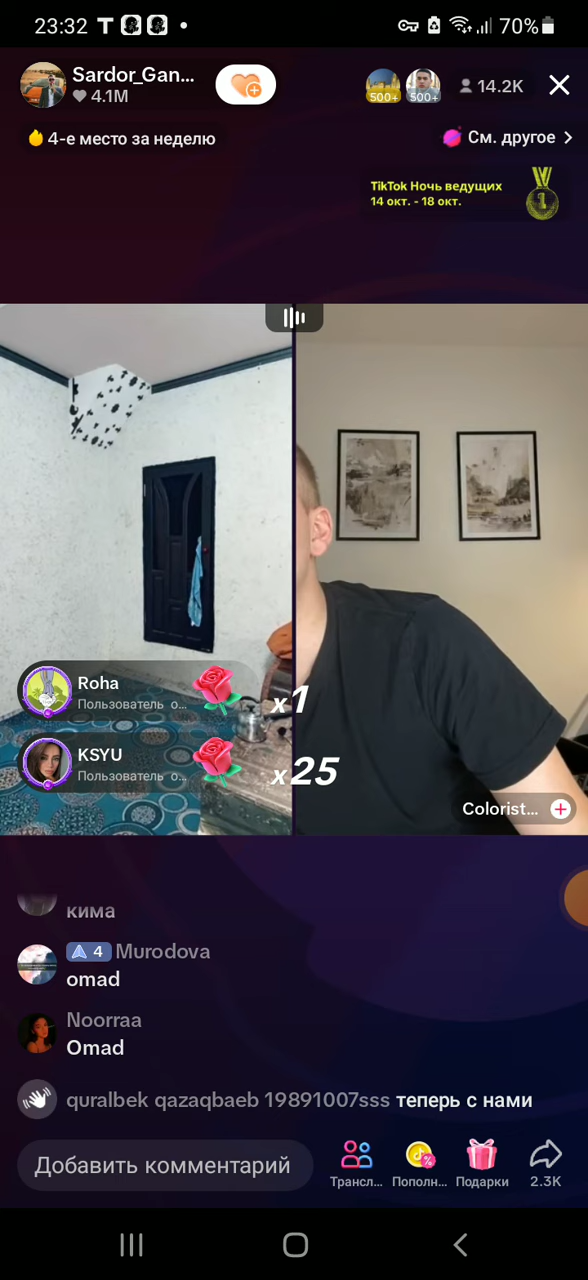 23:32
70%
Sardor_Gan...
4.1M
500+
500+
14.2K
4-е место за неделю
См. другое
TikTok Ночь ведущих
14 окт. - 18 окт.
1
Roha
Пользователь о...
x1
KSYU
Пользователь о...
x25
Colorist...
кима
4 Murodova
omad
Noorraa
Omad
quralbek qazaqbaeb 19891007sss теперь с нами
Добавить комментарий
Трансл...
Пополн...
Подарки
2.3K